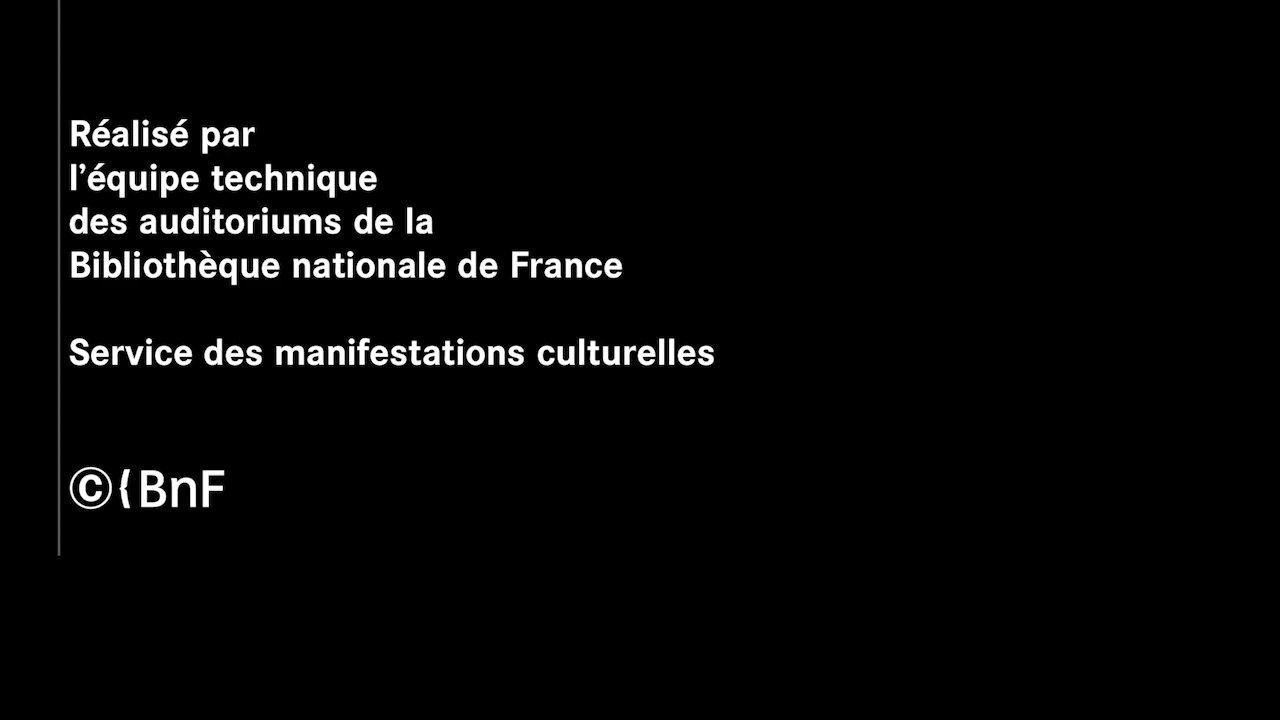 Réalisé par
l’équipe technique
des auditoriums de la
Bibliothèque nationale de France
Service des manifestations culturelles
©{BnF